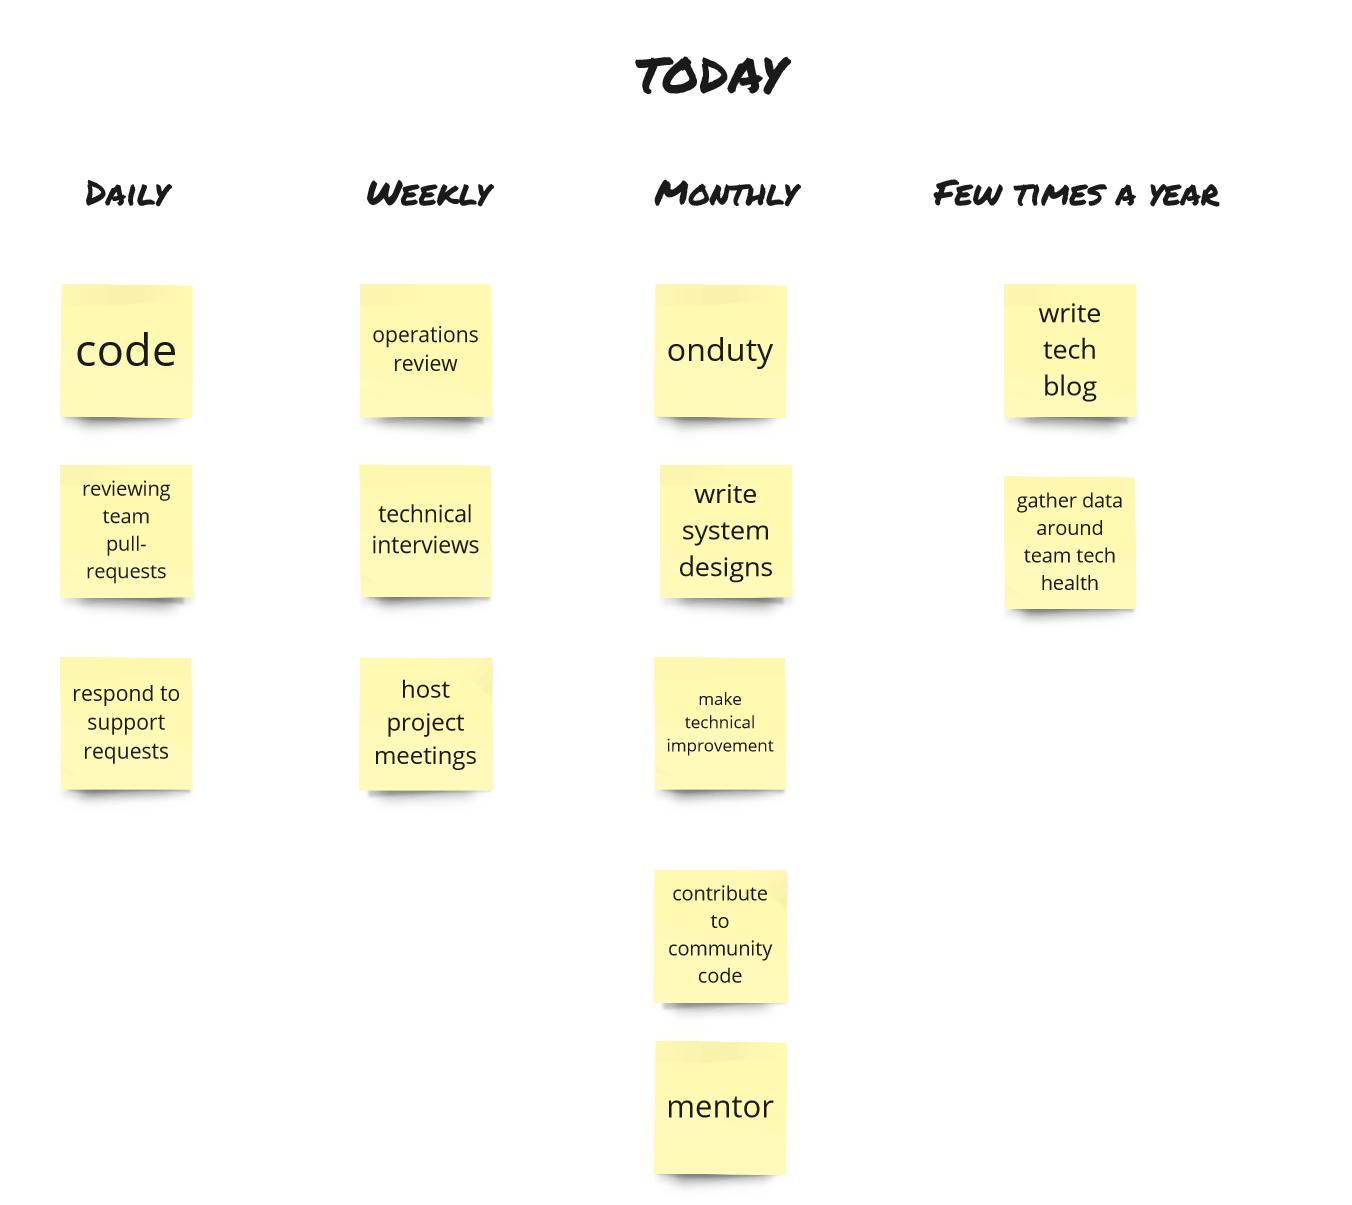 TODAY
DAILY
WEEKLY
MONTHLY
FEW TIMES A YEAR
code
reviewing
team
pull-
requests
respond to
support
requests
operations
review
technical
interviews
host
project
meetings
onduty
write
system
designs
make
technical
improvement
contribute
to
community
code
mentor
write
tech
blog
gather data
around
team tech
health